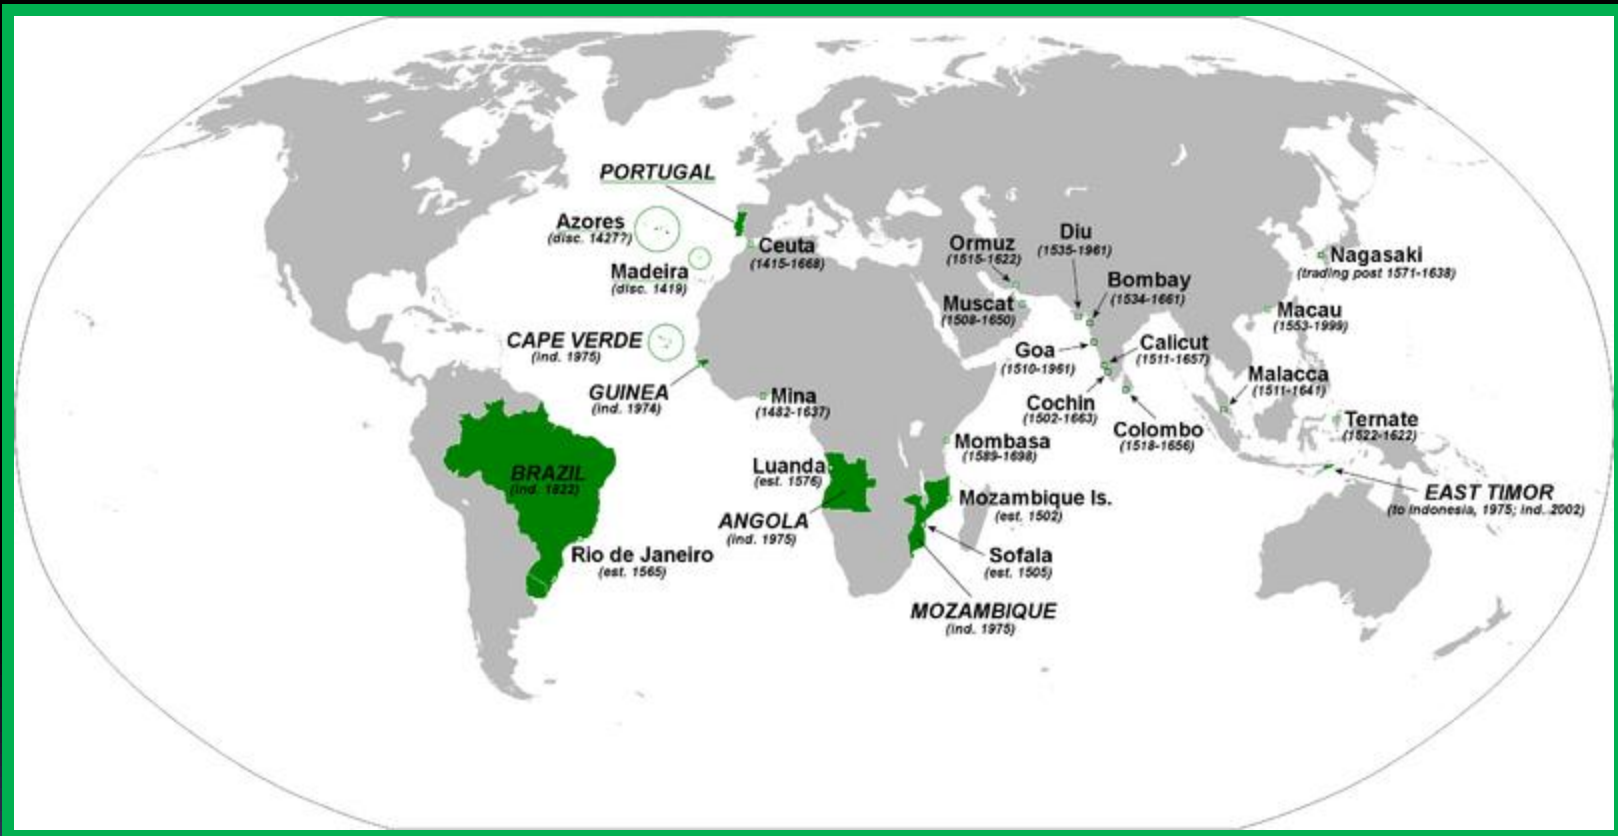 PORTUGAL
Azores
(disc. 1427?)
Ceuta
(1415-1668)
Madeira
(disc. 1419)
CAPE VERDE
(ind. 1975)
GUINEA
(ind. 1974)
Mina
(1482-1637)
BRAZIL
(ind. 1822)
Rio de Janeiro
(est. 1565)
Luanda
(est. 1576)
ANGOLA
(ind. 1975)
Ormuz
(1515-1622)
Diu
(1535-1961)
Bombay
(1534-1661)
Muscat
(1508-1650)
Goa
(1510-1961)
Calicut
(1511-1657)
Cochin
(1502-1663)
Colombo
(1518-1656)
Mombasa
(1589-1698)
Mozambique Is.
(est. 1502)
Sofala
(est. 1505)
MOZAMBIQUE
(ind. 1975)
Nagasaki
(trading post 1571-1638)
Macau
(1553-1999)
Malacca
(1511-1641)
Ternate
(1522-1622)
EAST TIMOR
(to Indonesia, 1975; ind. 2002)